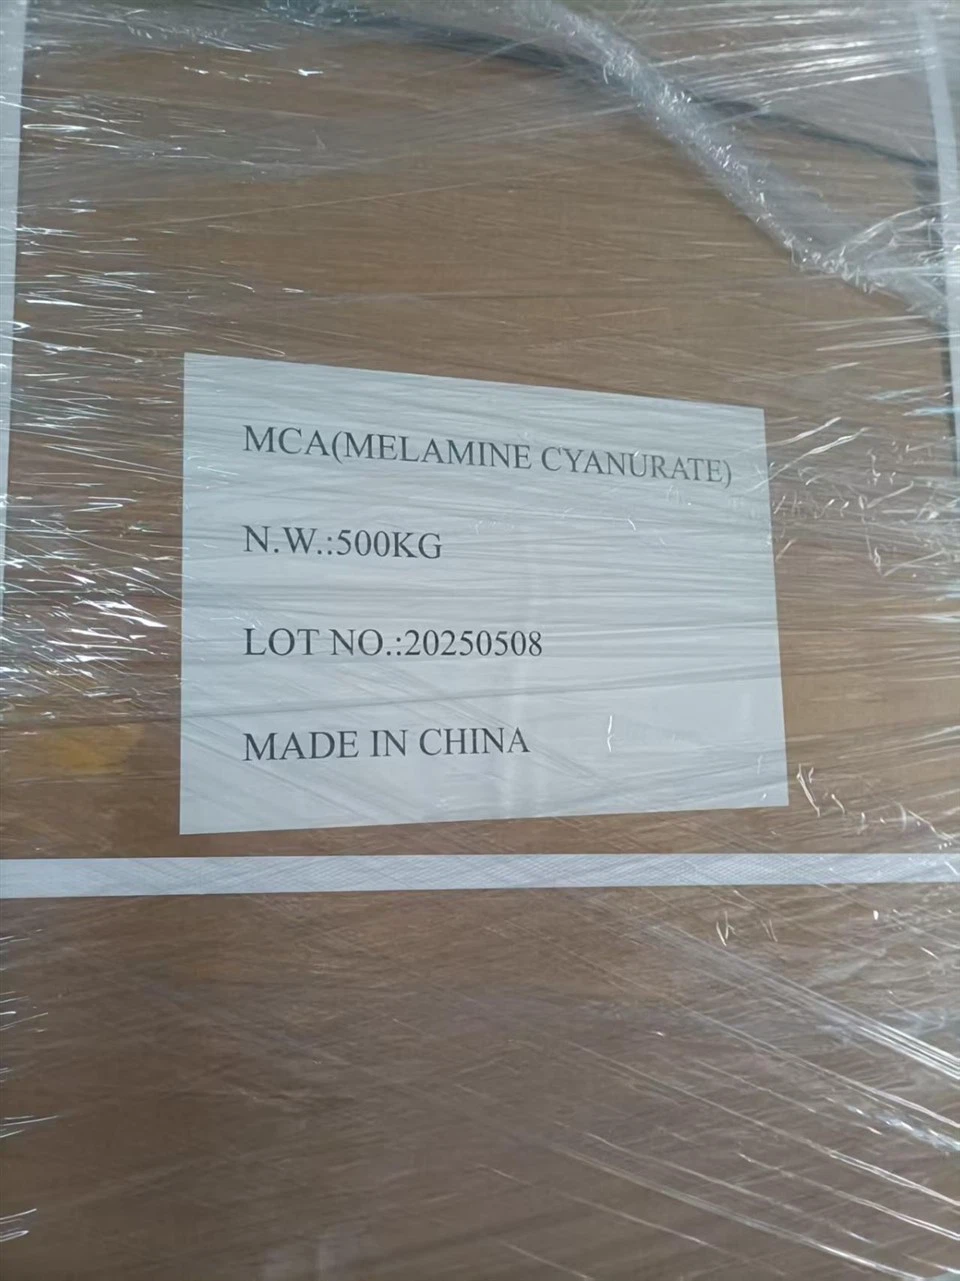 MCA(MELAMINE CYANURATE)
N.W.:500KG
LOT NO.:20250508
MADE IN CHINA